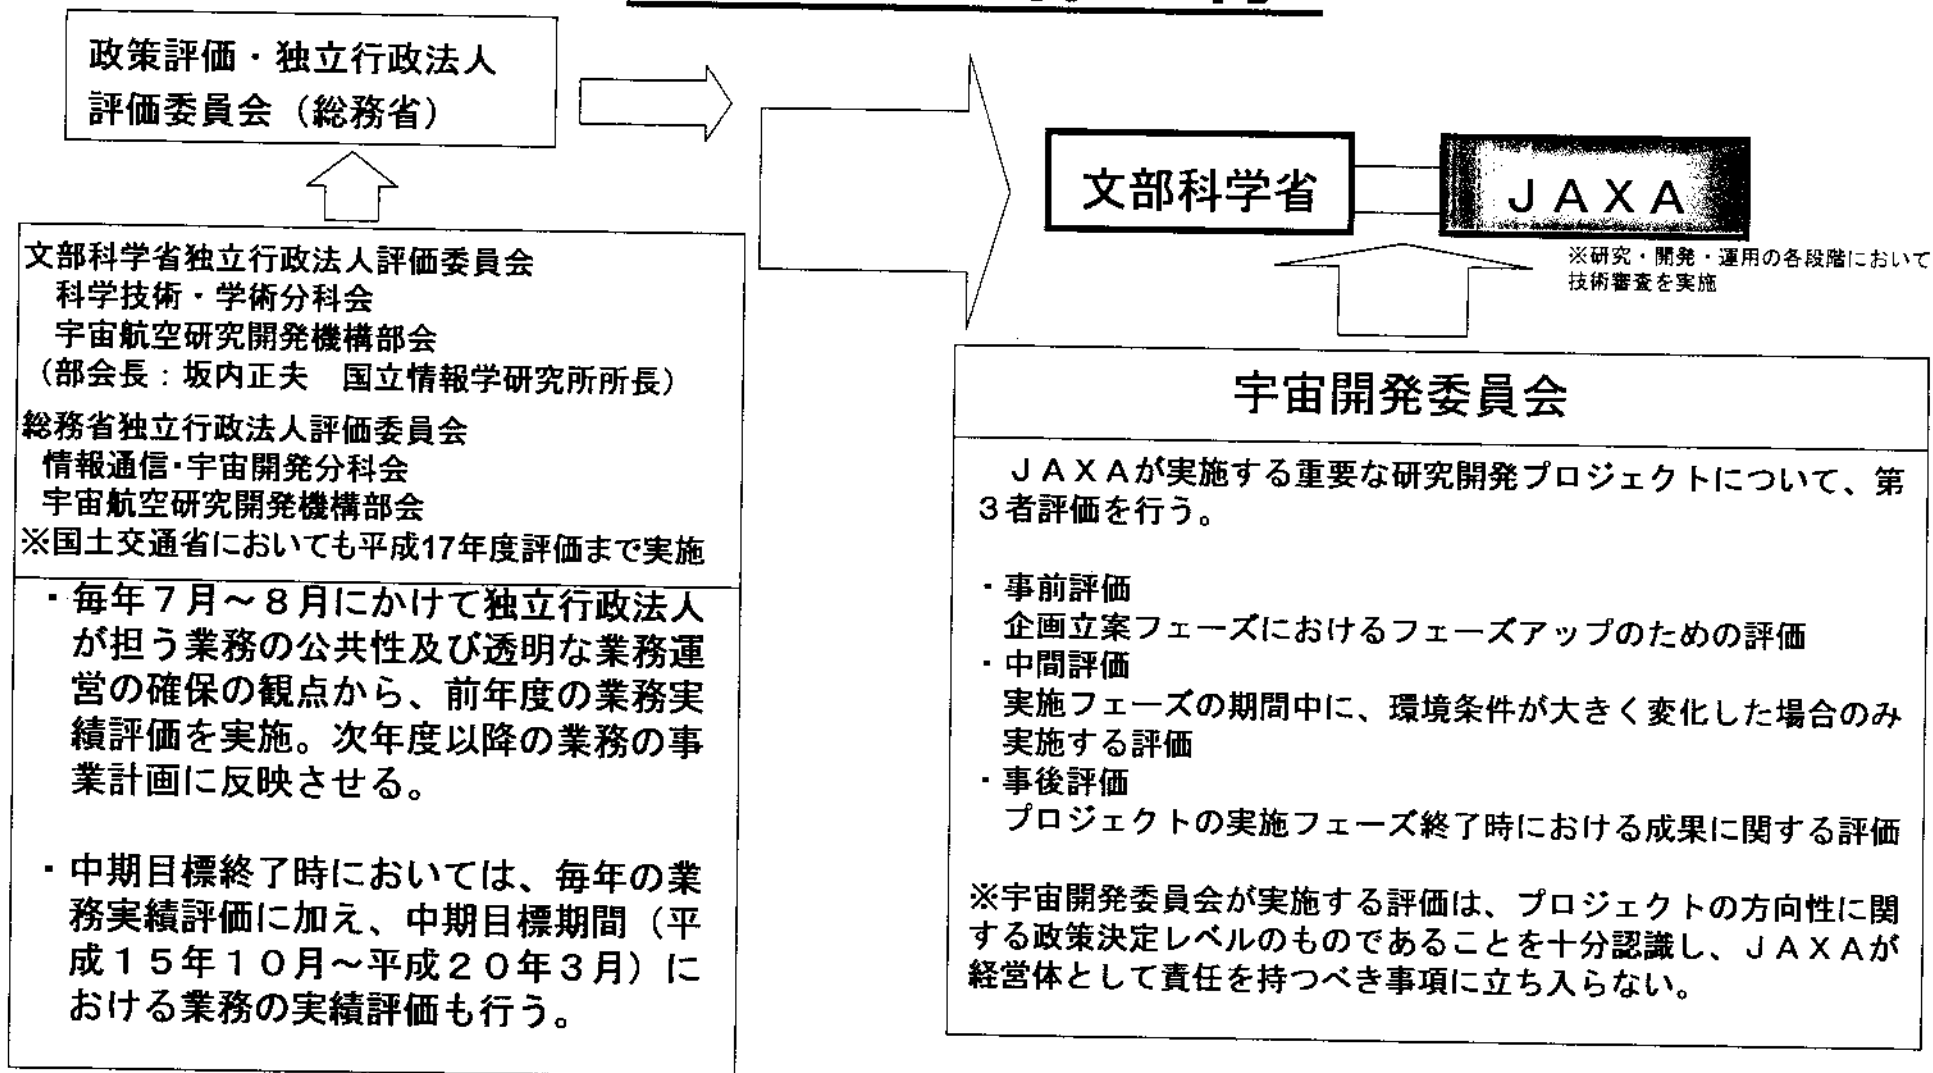 政策評価・独立行政法人
評価委員会（総務省）
文部科学省
ＪＡＸＡ
※研究・開発・運用の各段階において
技術審査を実施
文部科学省独立行政法人評価委員会
科学技術・学術分科会
宇宙航空研究開発機構部会
（部会長：坂内正夫　国立情報学研究所所長）
総務省独立行政法人評価委員会
情報通信・宇宙開発分科会
宇宙航空研究開発機構部会
※国土交通省においても平成17年度評価まで実施
・毎年７月～８月にかけて独立行政法人
が担う業務の公共性及び透明な業務運
営の確保の観点から、前年度の業務実
績評価を実施。次年度以降の業務の事
業計画に反映させる。
・中期目標終了時においては、毎年の業
務実績評価に加え、中期目標期間（平
成１５年１０月～平成２０年３月）に
おける業務の実績評価も行う。
宇宙開発委員会
ＪＡＸＡが実施する重要な研究開発プロジェクトについて、第
３者評価を行う。
・事前評価
企画立案フェーズにおけるフェーズアップのための評価
・中間評価
実施フェーズの期間中に、環境条件が大きく変化した場合のみ
実施する評価
・事後評価
プロジェクトの実施フェーズ終了時における成果に関する評価
※宇宙開発委員会が実施する評価は、プロジェクトの方向性に関
する政策決定レベルのものであることを十分認識し、ＪＡＸＡが
経営体として責任を持つべき事項に立ち入らない。